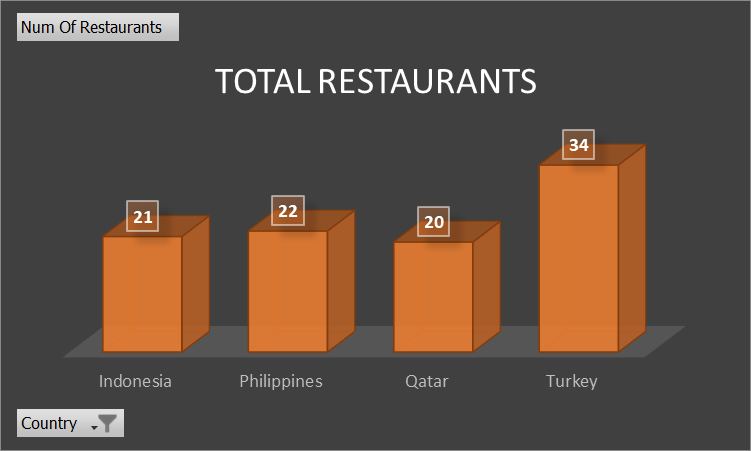 Num Of Restaurants
TOTAL RESTAURANTS
21
22
20
34
Indonesia
Philippines
Qatar
Turkey
Country